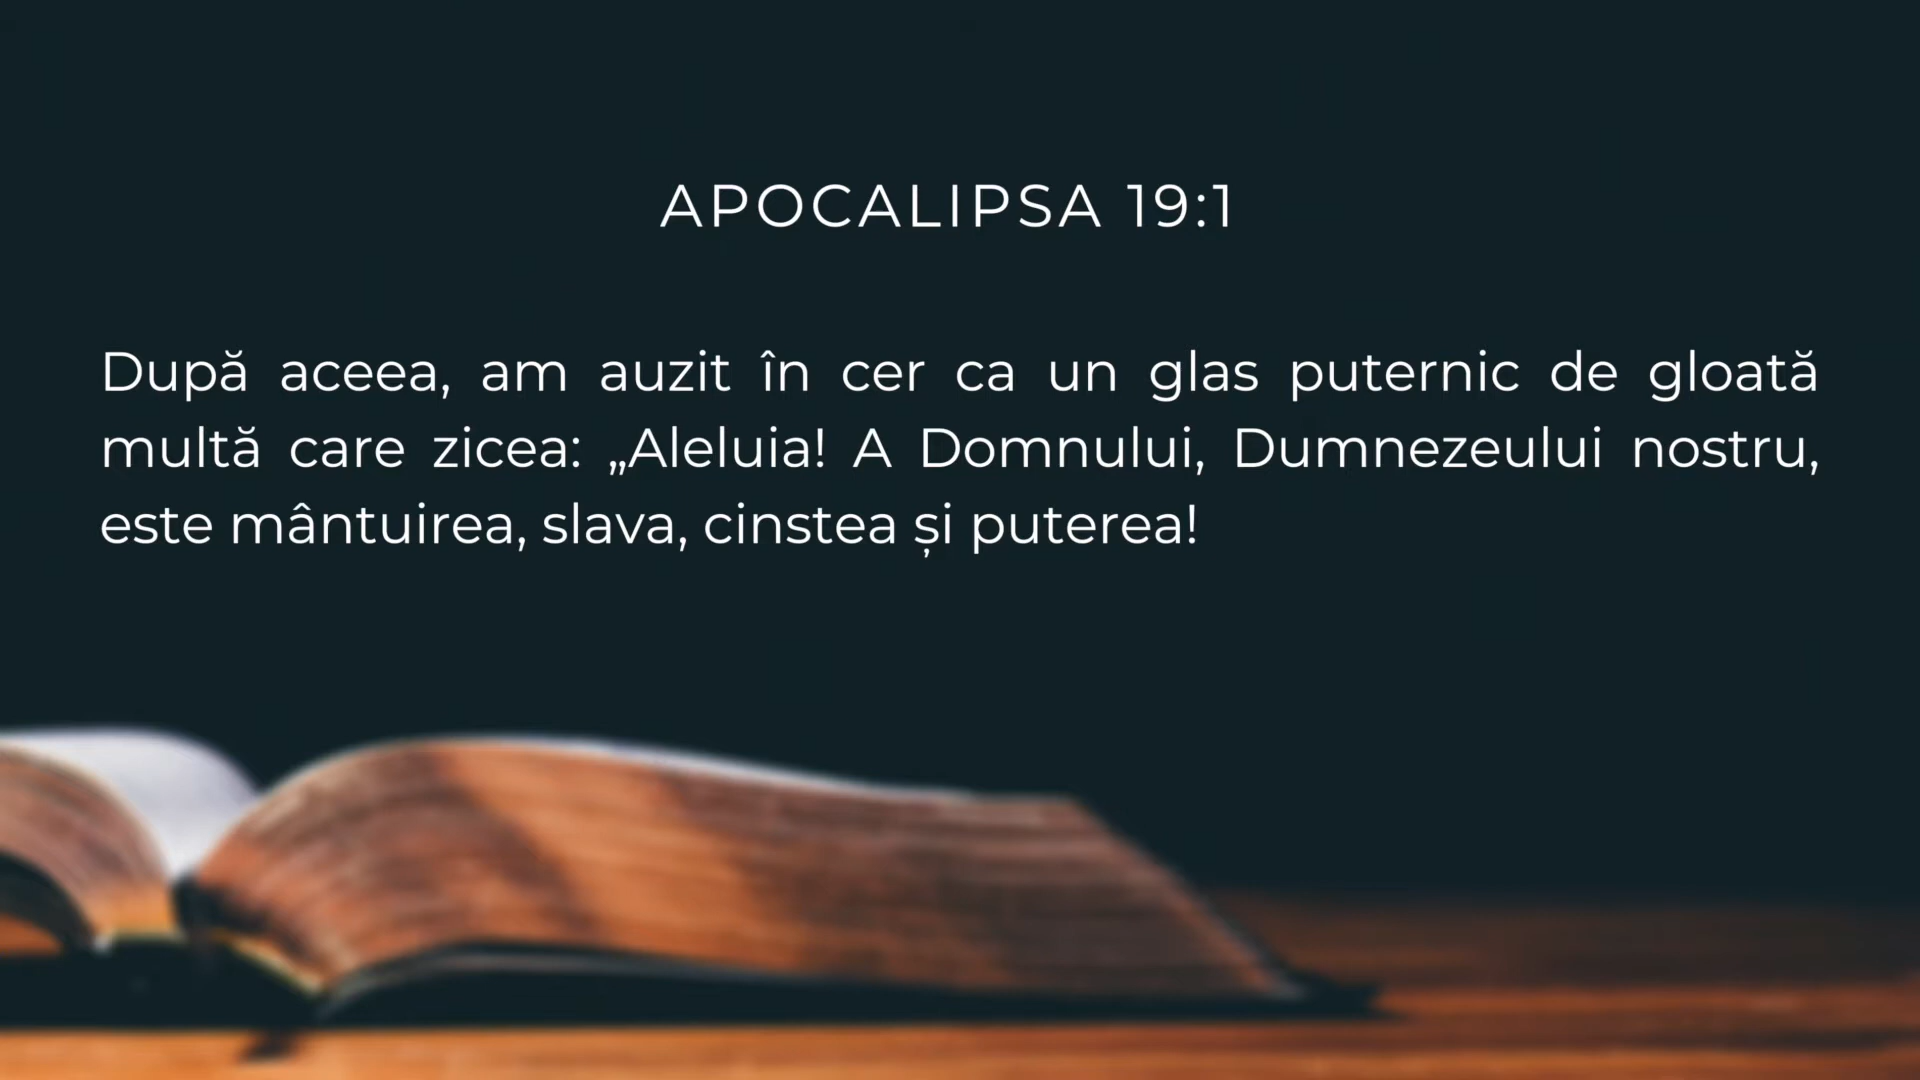 APOCALIPSA 19:1
După aceea, am auzit în cer ca un glas puternic de gloată
multă care zicea: „Aleluia! A Domnului, Dumnezeului nostru,
este mântuirea, slava, cinstea și puterea!